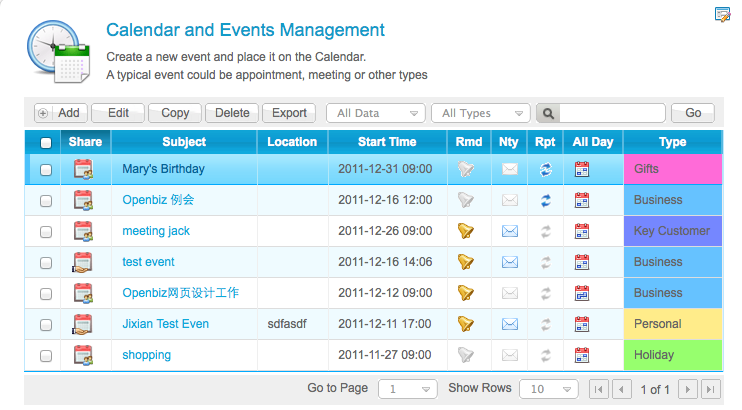 Calendar and Events Management
Create a new event and place it on the Calendar.
A typical event could be appointment, meeting or other types
Add Edit Copy Delete Export All Data All Types Go
Share Subject Location Start Time Rmd Nty Rpt All Day Type
Mary's Birthday 2011-12-31 09:00 Gifts
Openbiz 例会 2011-12-16 12:00 Business
meeting jack 2011-12-26 09:00 Key Customer
test event 2011-12-16 14:06 Business
Openbiz网页设计工作 2011-12-12 09:00 Business
Jixian Test Even sdfasdf 2011-12-11 17:00 Personal
shopping 2011-11-27 09:00 Holiday
Go to Page 1 Show Rows 10 1 of 1